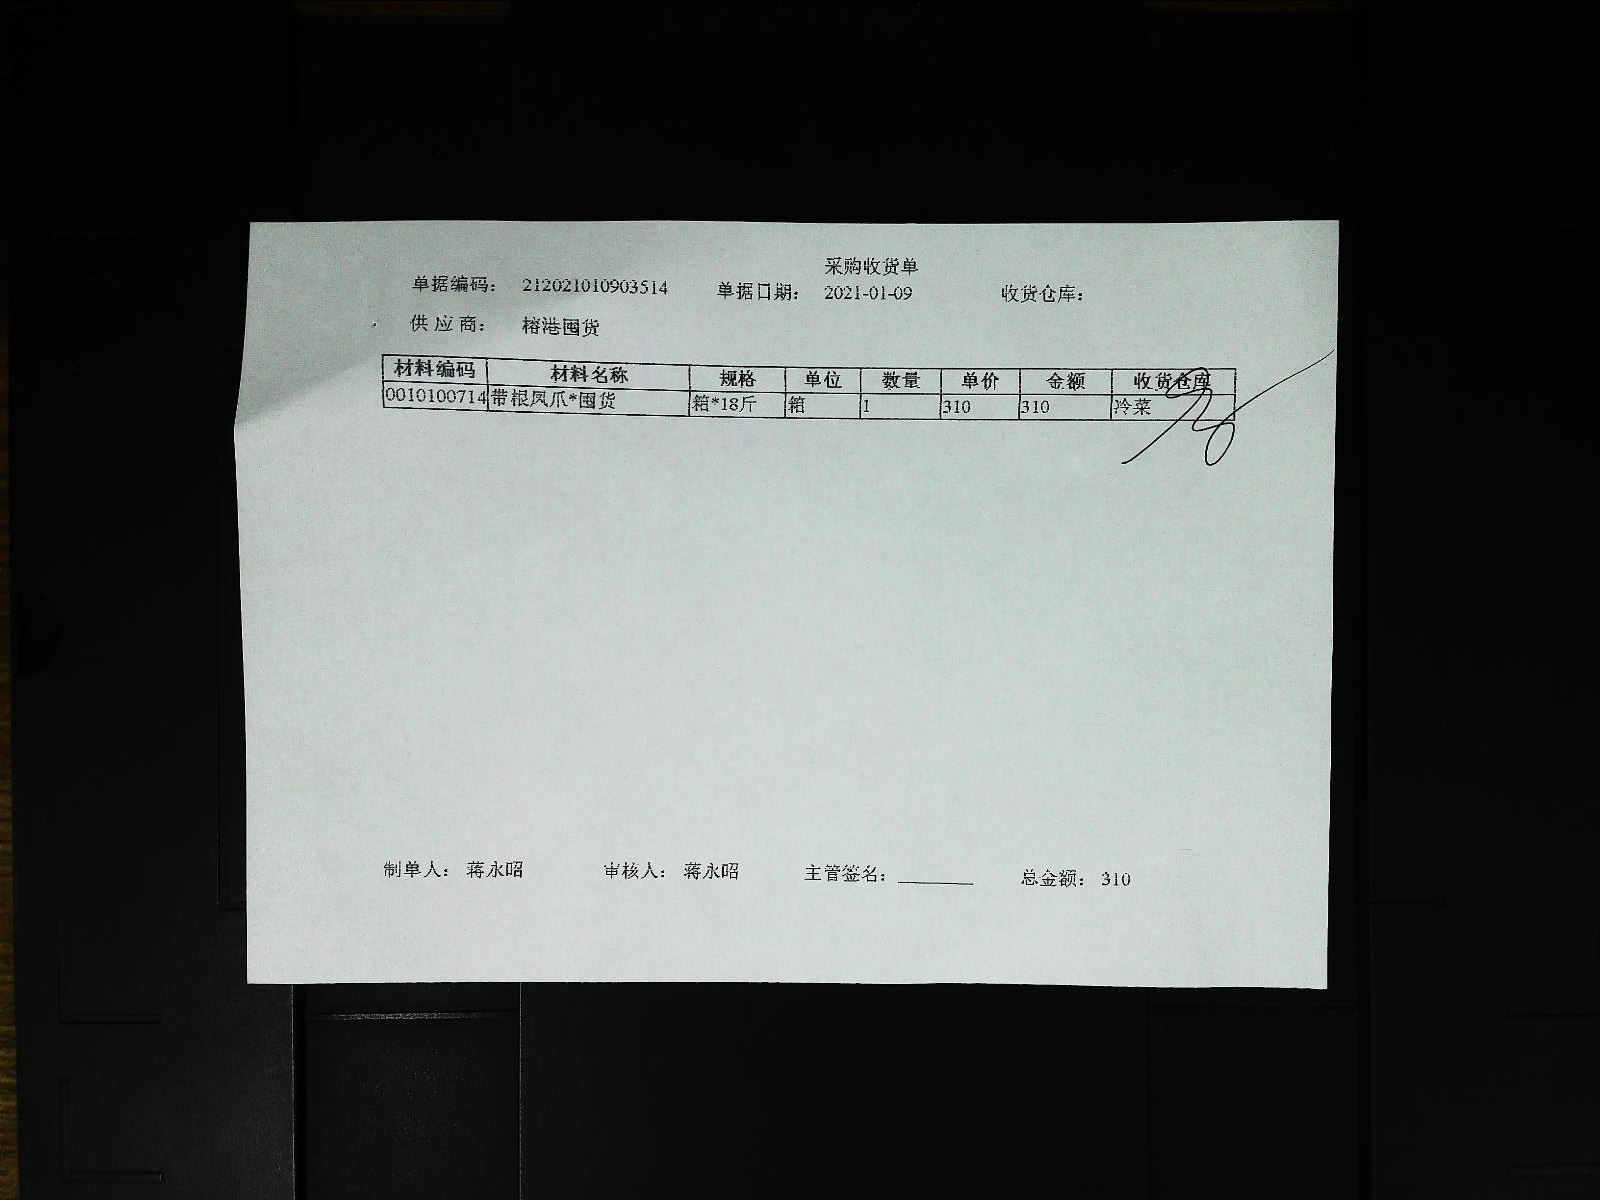 采购收货单
单据编码： 212021010903514 单据日期： 2021-01-09 收货仓库：
供 应 商： 榕港囤货
材料编码 材料名称 规格 单位 数量 单价 金额 收货仓库
0010100714 带根凤爪*囤货 箱*18斤 箱 1 310 310 冷菜
制单人： 蒋永昭 审核人： 蒋永昭 主管签名：________ 总金额： 310